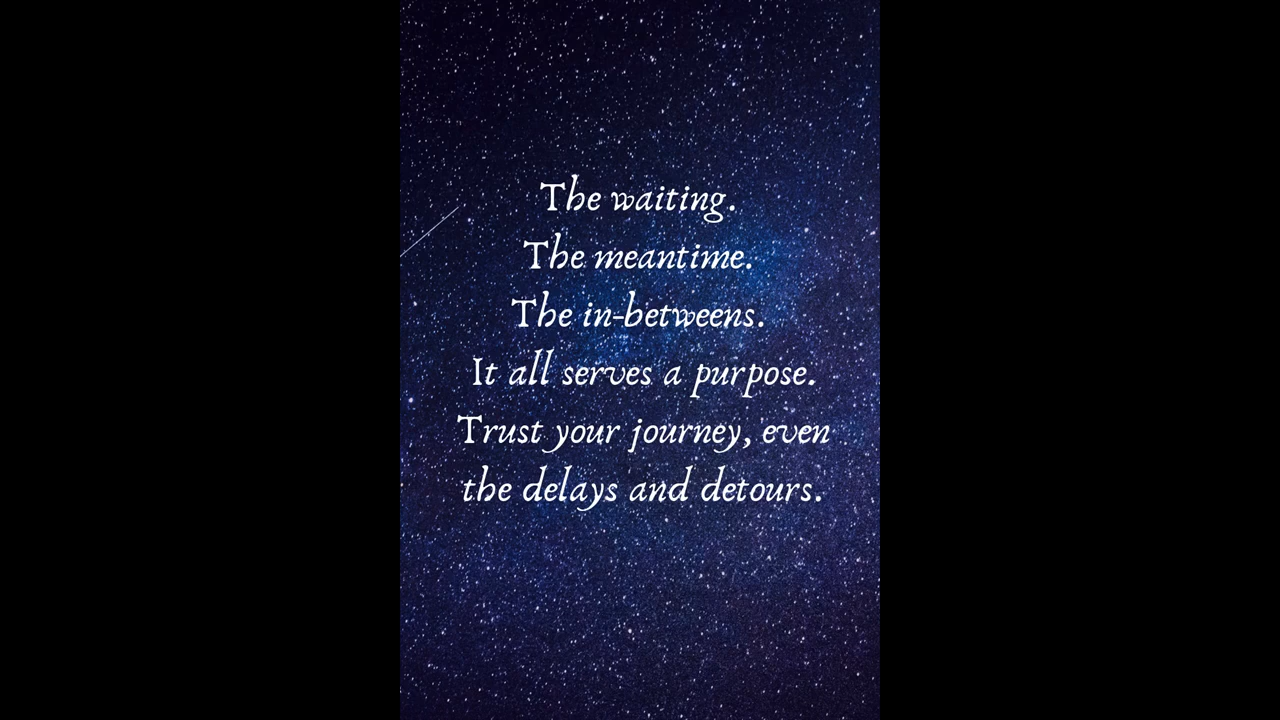 The waiting.
The meantime.
The in-betweens.
It all serves a purpose.
Trust your journey, even
the delays and detours.